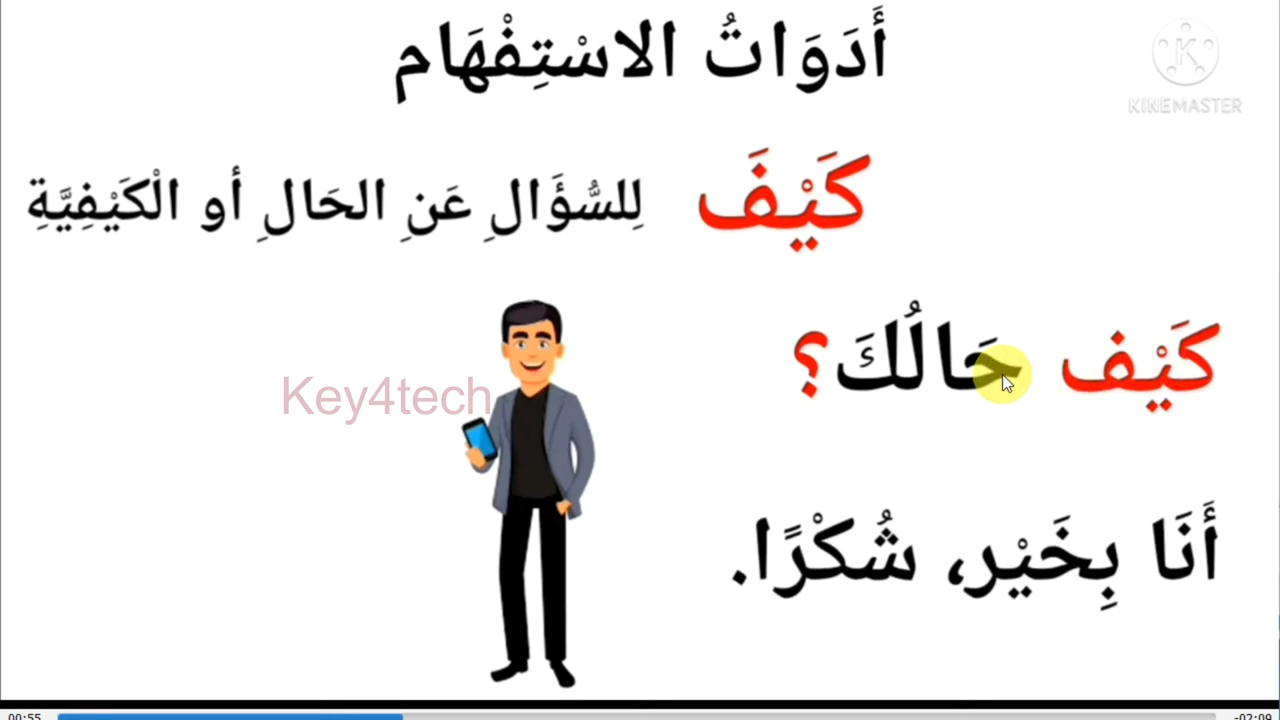 أَدَوَاتُ الاسْتِفْهَام
KINEMASTER
كَيْفَ لِلسُّؤَالِ عَنِ الحَالِ أو الْكَيْفِيَّةِ
كَيْف حَالُكَ؟
Key4tech
أَنَا بِخَيْر، شُكْرًا.
00:55 -02:09